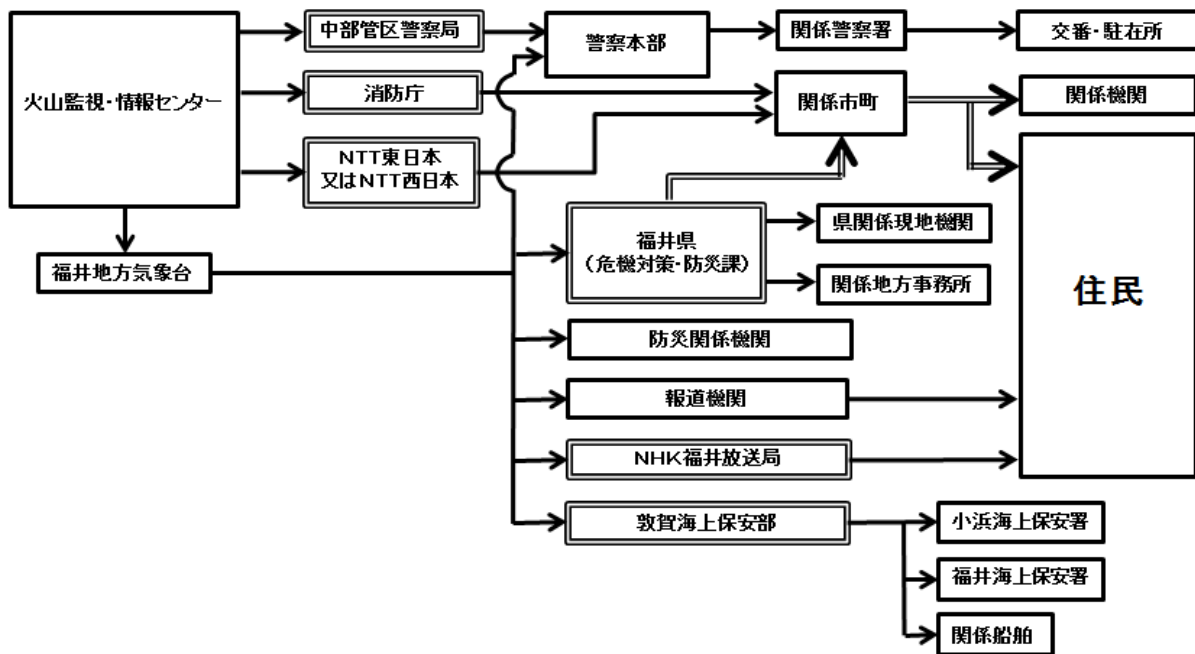 中部管区警察局
警察本部
関係警察署
交番・駐在所
火山監視・情報センター
消防庁
関係市町
関係機関
NTT東日本
又はNTT西日本
福井県
(危機対策・防災課)
県関係現地機関
福井地方気象台
関係地方事務所
住民
防災関係機関
報道機関
NHK福井放送局
敦賀海上保安部
小浜海上保安署
福井海上保安署
関係船舶